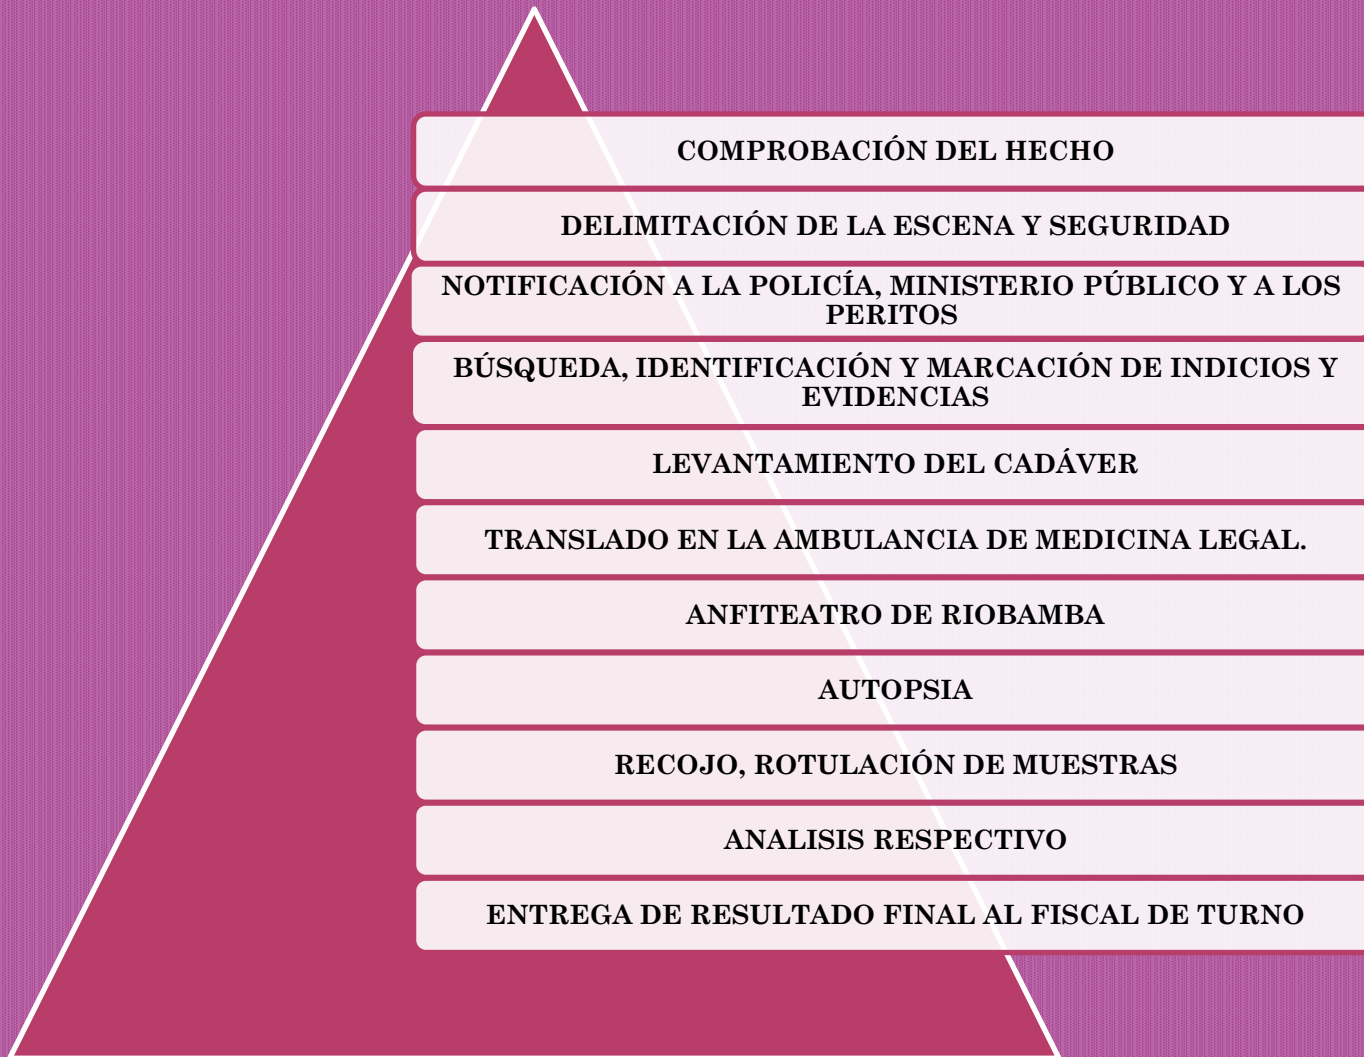 COMPROBACIÓN DEL HECHO
DELIMITACIÓN DE LA ESCENA Y SEGURIDAD
NOTIFICACIÓN A LA POLICÍA, MINISTERIO PÚBLICO Y A LOS
PERITOS
BÚSQUEDA, IDENTIFICACIÓN Y MARCACIÓN DE INDICIOS Y
EVIDENCIAS
LEVANTAMIENTO DEL CADÁVER
TRANSLADO EN LA AMBULANCIA DE MEDICINA LEGAL.
ANFITEATRO DE RIOBAMBA
AUTOPSIA
RECOJO, ROTULACIÓN DE MUESTRAS
ANALISIS RESPECTIVO
ENTREGA DE RESULTADO FINAL AL FISCAL DE TURNO